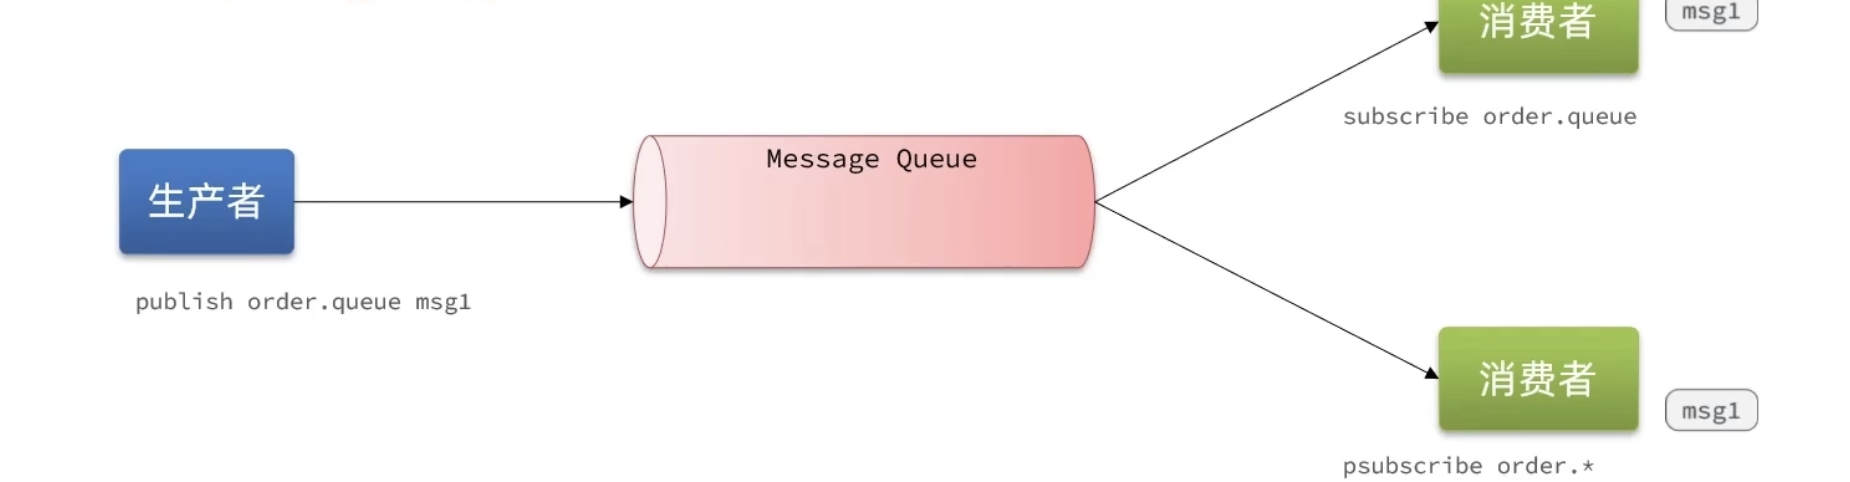 消费者
msg1
subscribe order.queue
Message Queue
生产者
publish order.queue msg1
消费者
msg1
psubscribe order.*